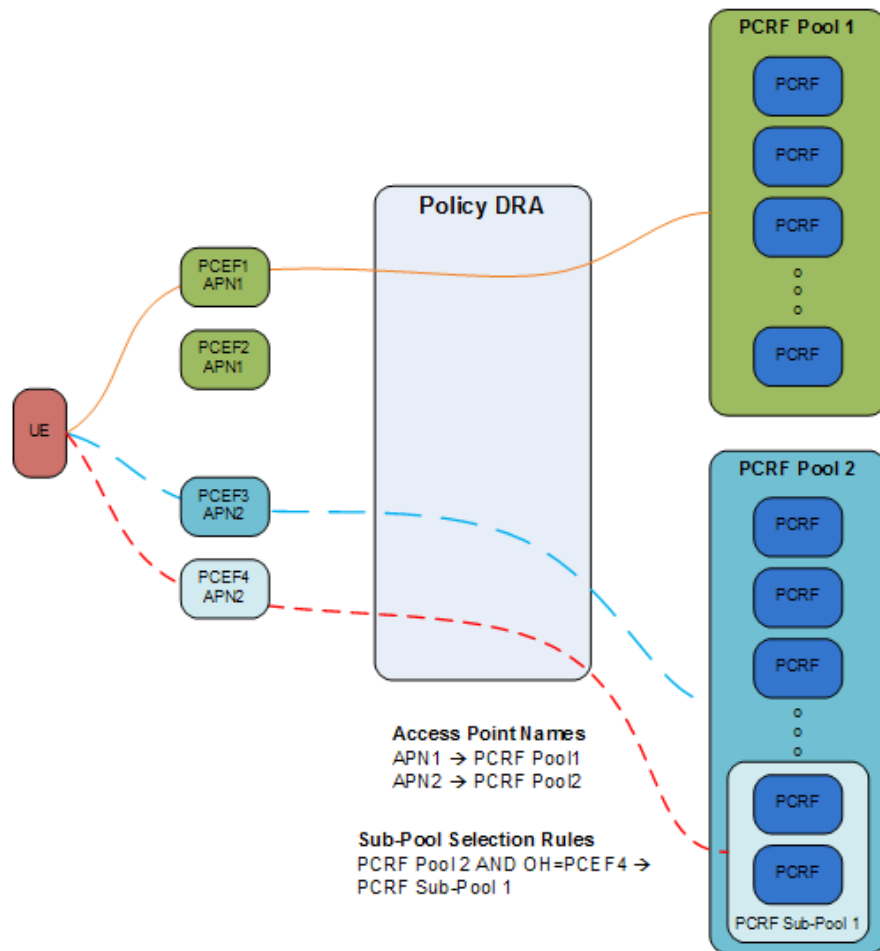 PCRF Pool 1
PCRF
PCRF
PCRF
PCRF
Policy DRA
PCEF1
APN1
PCEF2
APN1
UE
PCEF3
APN2
PCEF4
APN2
PCRF Pool 2
PCRF
PCRF
PCRF
PCRF
PCRF
PCRF Sub-Pool 1
Access Point Names
APN1 → PCRF Pool1
APN2 → PCRF Pool2
Sub-Pool Selection Rules
PCRF Pool 2 AND OH=PCEF4 →
PCRF Sub-Pool 1